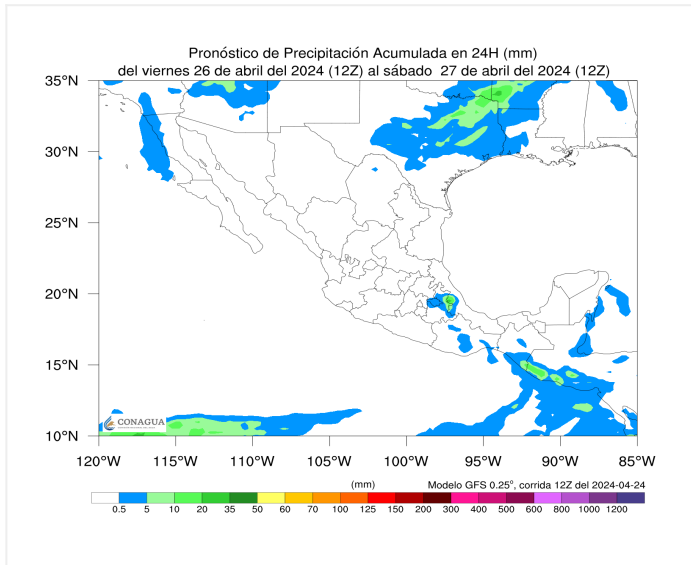 Pronóstico de Precipitación Acumulada en 24H (mm)
del viernes 26 de abril del 2024 (12Z) al sábado 27 de abril del 2024 (12Z)
35°N
30°N
25°N
20°N
15°N
10°N
CONAGUA
120°W 115°W 110°W 105°W 100°W 95°W 90°W 85°W
(mm) Modelo GFS 0.25°, corrida 12Z del 2024-04-24
0.5 5 10 20 35 50 60 70 100 125 150 200 300 400 500 600 800 1000 1200